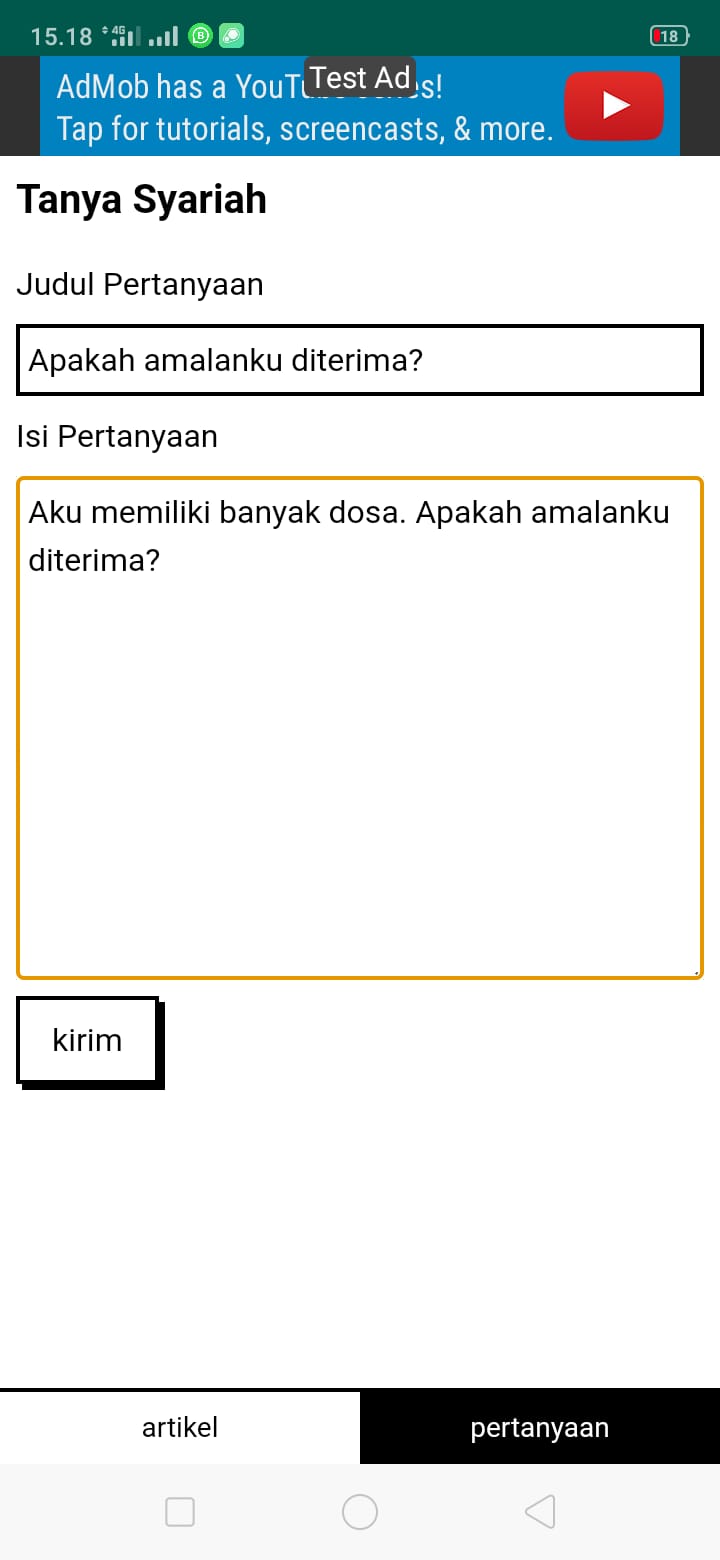 15.18
4G
B
18
AdMob has a YouT
Test Ad
s!
Tap for tutorials, screencasts, & more.
Tanya Syariah
Judul Pertanyaan
Apakah amalanku diterima?
Isi Pertanyaan
Aku memiliki banyak dosa. Apakah amalanku
diterima?
kirim
artikel
pertanyaan